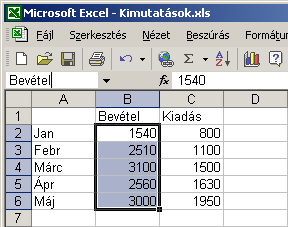 Microsoft Excel - Kimutatások.xls
Fájl Szerkesztés Nézet Beszúrás
Bevétel fx 1540
A B C D
1 Bevétel Kiadás
2 Jan 1540 800
3 Febr 2510 1100
4 Márc 3100 1500
5 Ápr 2560 1630
6 Máj 3000 1950
7